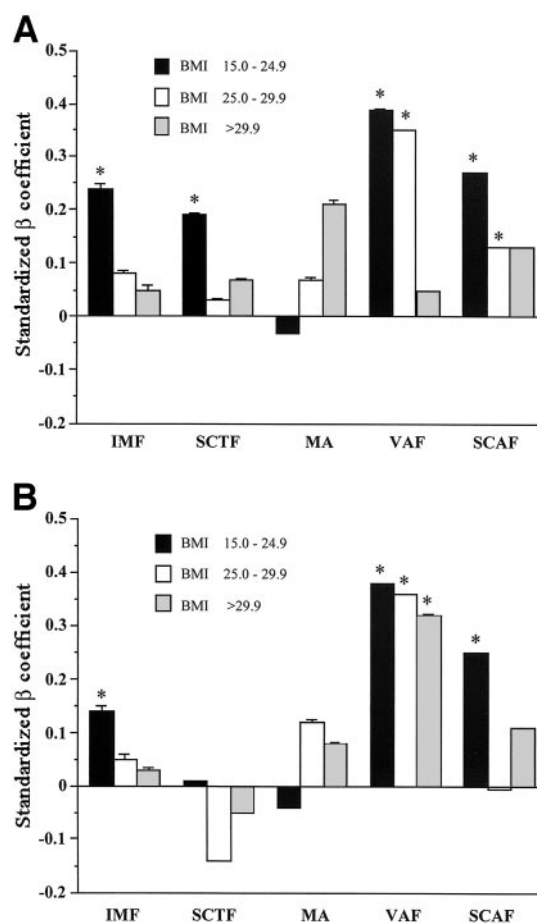 A
0.5
0.4
0.3
0.2
0.1
0
-0.1
-0.2
Standardized β coefficient
BMI 15.0 - 24.9
BMI 25.0 - 29.9
BMI >29.9
* * * * * *
IMF SCTF MA VAF SCAF
B
0.5
0.4
0.3
0.2
0.1
0
-0.1
-0.2
Standardized β coefficient
BMI 15.0 - 24.9
BMI 25.0 - 29.9
BMI >29.9
* * * * *
IMF SCTF MA VAF SCAF